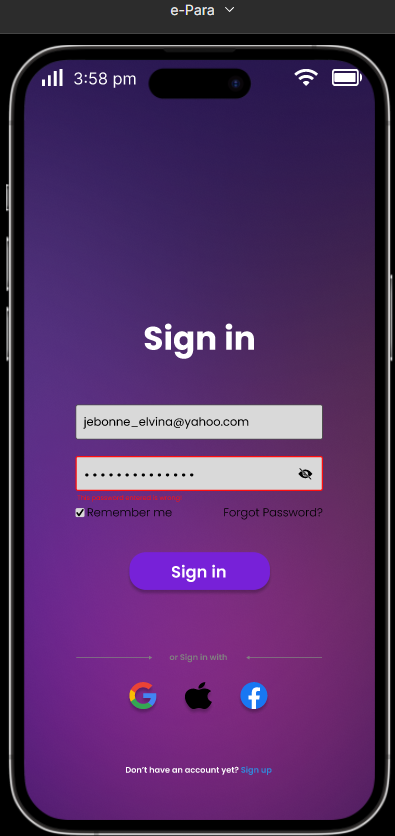 e-Para
3:58 pm
Sign in
jebonne_elvina@yahoo.com
Remember me
Forgot Password?
Sign in
or Sign in with
Don't have an account yet? Sign up